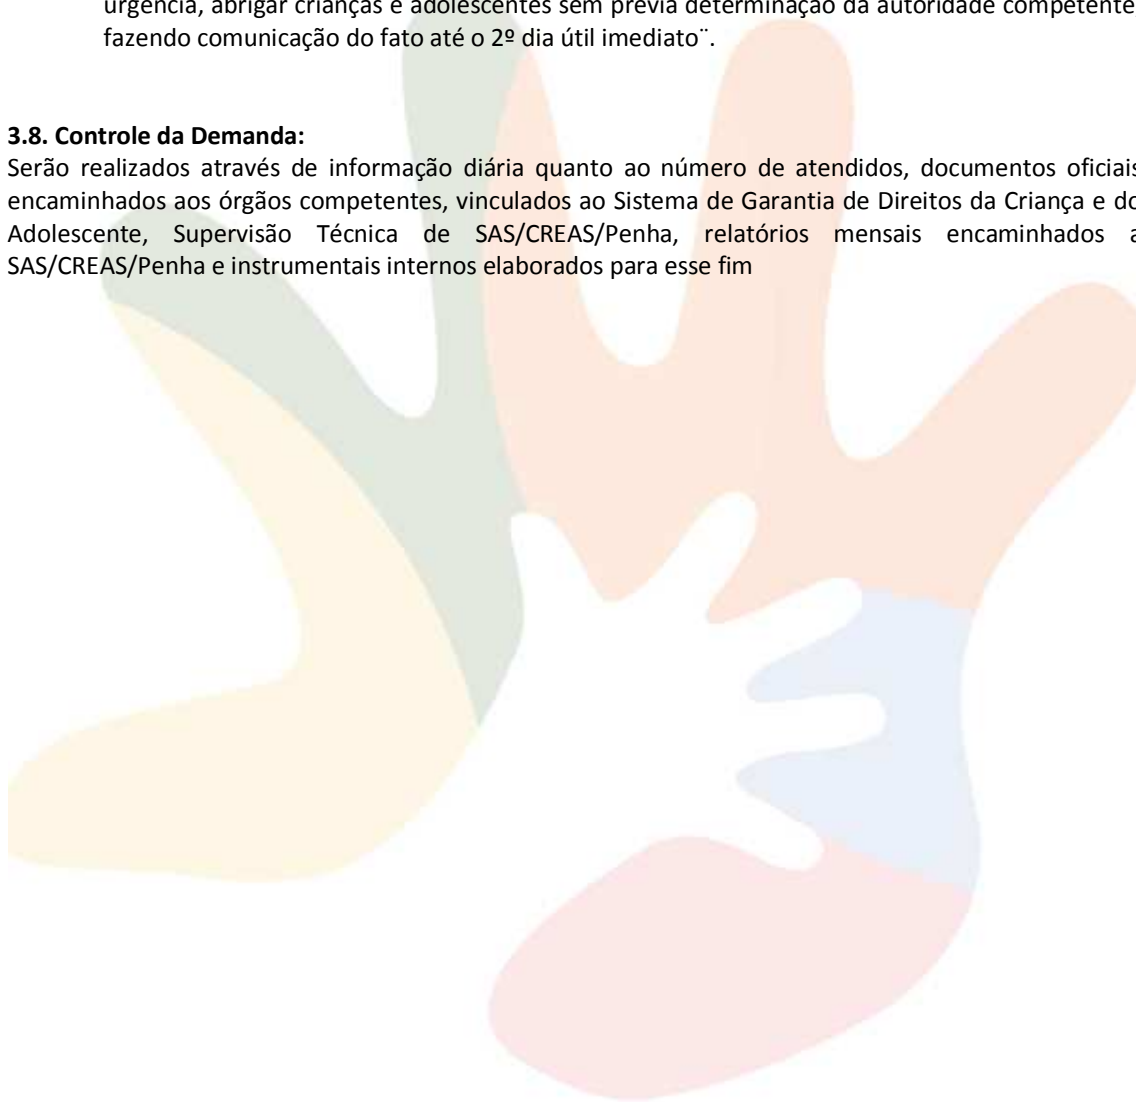 urgência, abrigar crianças e adolescentes sem prévia determinação da autoridade competente
fazendo comunicação do fato até o 2º dia útil imediato¨.
3.8. Controle da Demanda:
Serão realizados através de informação diária quanto ao número de atendidos, documentos oficiais
encaminhados aos órgãos competentes, vinculados ao Sistema de Garantia de Direitos da Criança e do
Adolescente, Supervisão Técnica de SAS/CREAS/Penha, relatórios mensais encaminhados a
SAS/CREAS/Penha e instrumentais internos elaborados para esse fim